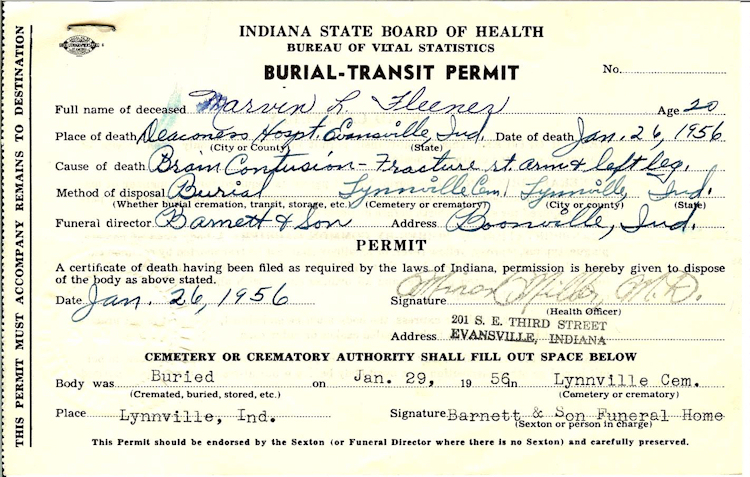 INDIANA STATE BOARD OF HEALTH
BUREAU OF VITAL STATISTICS
BURIAL-TRANSIT PERMIT
No.
Full name of deceased Marvin L. Fleener Age 20
Place of death Deaconess Hospt. Evansville, Ind. Date of death Jan. 26, 1956
(City or County) (State)
Cause of death Brain Contusion - Fracture rt. arm & left leg.
Method of disposal Burial Lynnville Cem. Lynnville, Ind.
(Whether burial cremation, transit, storage, etc.) (Cemetery or crematory) (City or county) (State)
Funeral director Barnett & Son Address Boonville, Ind.
PERMIT
A certificate of death having been filed as required by the laws of Indiana, permission is hereby given to dispose
of the body as above stated.
Date Jan. 26, 1956 Signature Minor Miller M.D.
(Health Officer)
201 S. E. THIRD STREET
Address EVANSVILLE, INDIANA
CEMETERY OR CREMATORY AUTHORITY SHALL FILL OUT SPACE BELOW
Body was Buried on Jan. 29, 1956 in Lynnville Cem.
(Cremated, buried, stored, etc.) (Cemetery or crematory)
Place Lynnville, Ind. Signature Barnett & Son Funeral Home
(Sexton or person in charge)
This Permit should be endorsed by the Sexton (or Funeral Director where there is no Sexton) and carefully preserved.
THIS PERMIT MUST ACCOMPANY REMAINS TO DESTINATION